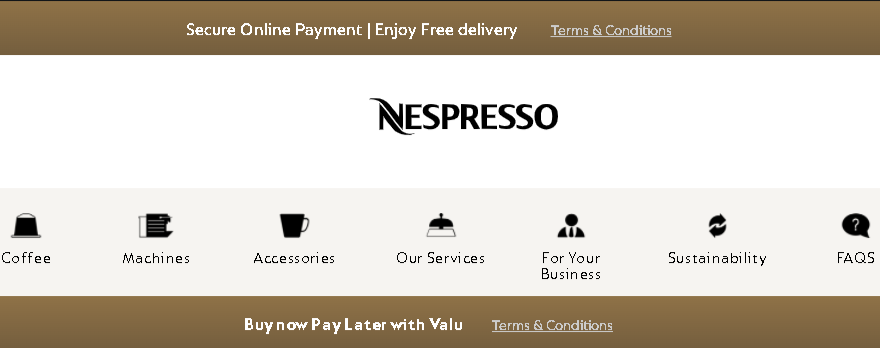 Secure Online Payment | Enjoy Free delivery Terms & Conditions
NESPRESSO
?
Coffee Machines Accessories Our Services For Your Business Sustainability FAQS
Buy now Pay Later with Valu Terms & Conditions